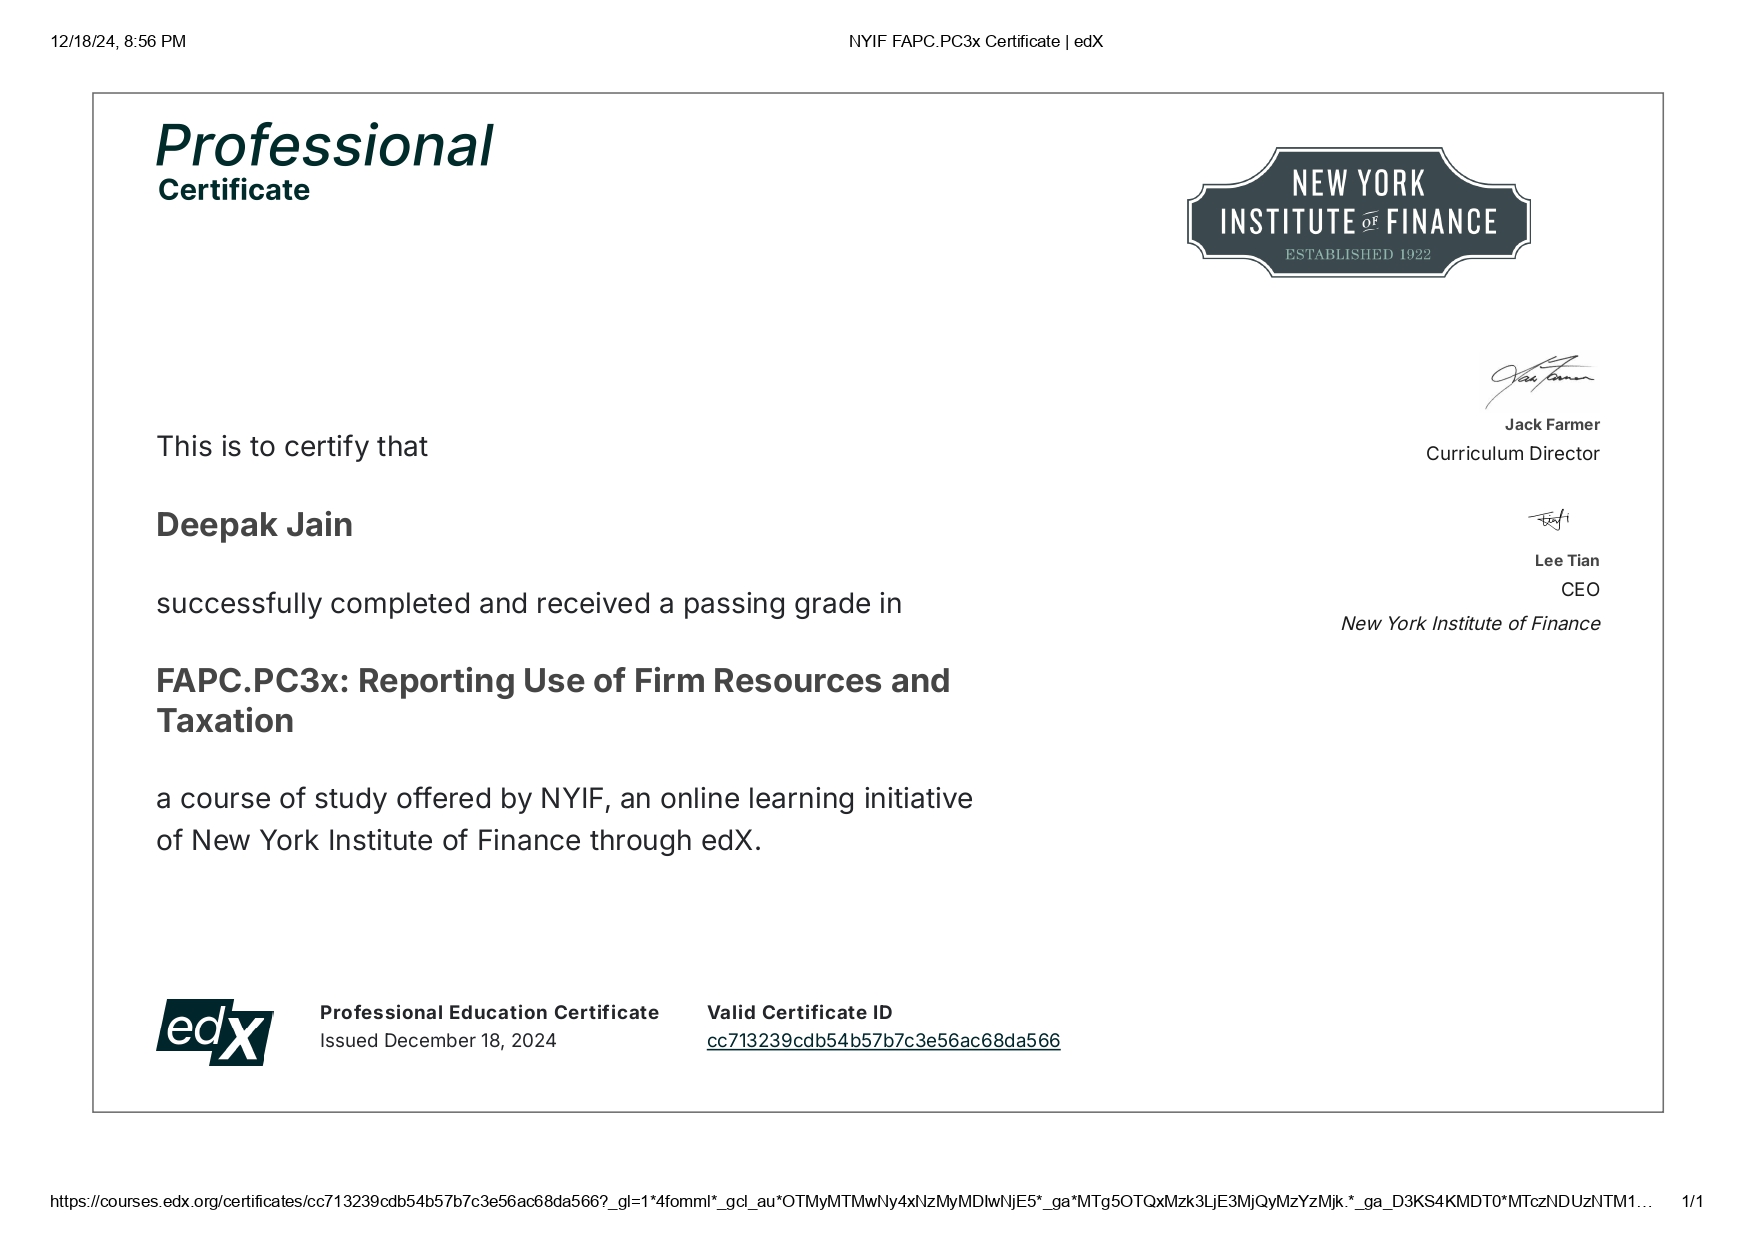 12/18/24, 8:56 PM
NYIF FAPC.PC3x Certificate | edX
Professional
Certificate
NEW YORK
INSTITUTE OF FINANCE
ESTABLISHED 1922
Jack Farmer
Curriculum Director
Lee Tian
CEO
New York Institute of Finance
This is to certify that
Deepak Jain
successfully completed and received a passing grade in
FAPC.PC3x: Reporting Use of Firm Resources and
Taxation
a course of study offered by NYIF, an online learning initiative
of New York Institute of Finance through edX.
edX
Professional Education Certificate
Issued December 18, 2024
Valid Certificate ID
cc713239cdb54b57b7c3e56ac68da566
https://courses.edx.org/certificates/cc713239cdb54b57b7c3e56ac68da566?_gl=1*4fomml*_gcl_au*OTMyMTMwNy4xNzMyMDIwNjE5*_ga*MTg5OTQxMzk3LjE3MjQyMzYzMjk.*_ga_D3KS4KMDT0*MTczNDUzNTM1…
1/1